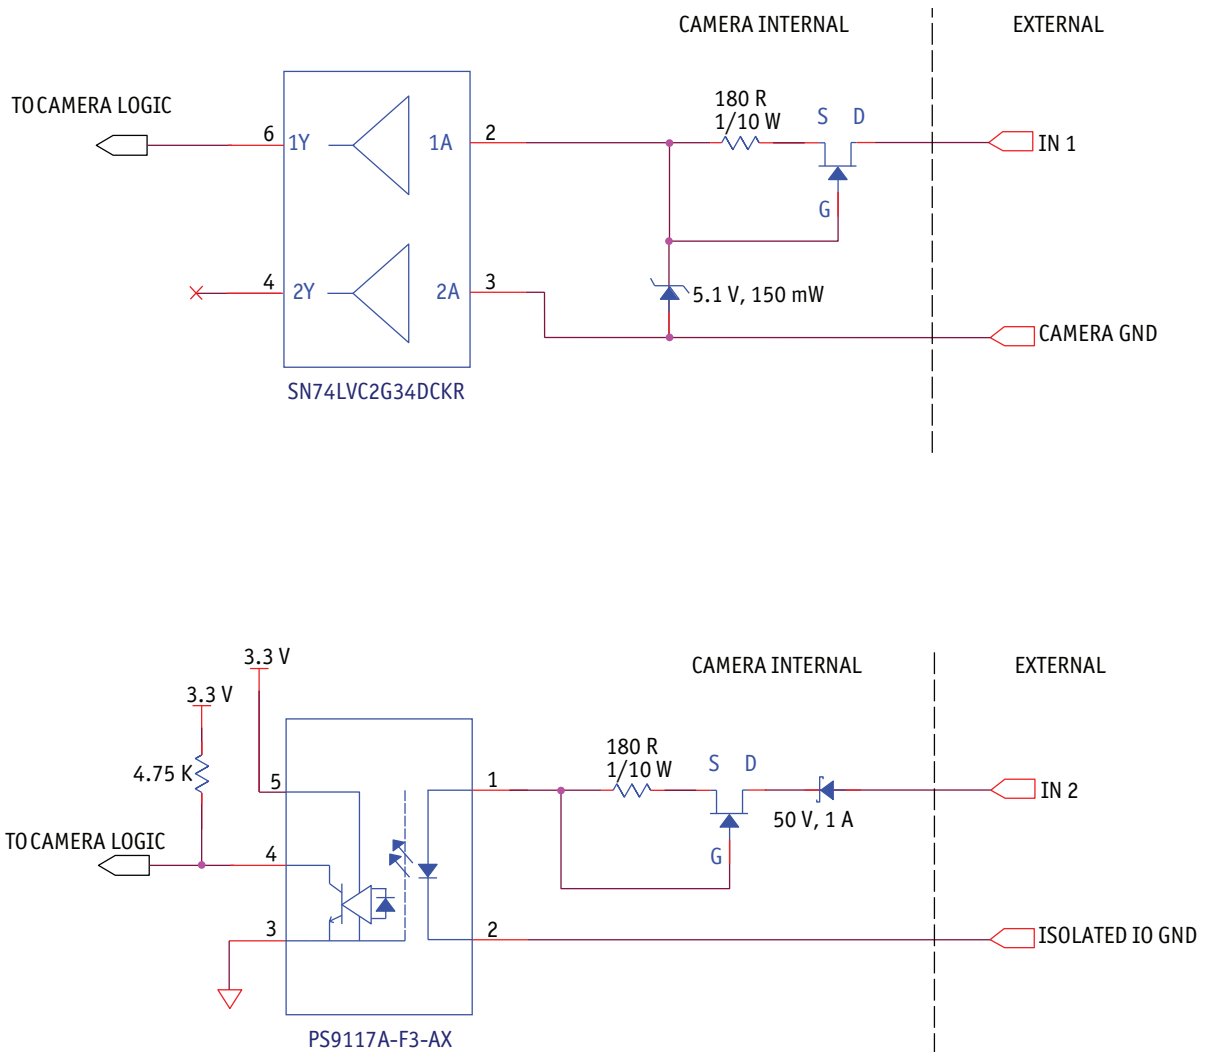 CAMERA INTERNAL
EXTERNAL
TO CAMERA LOGIC
180 R
1/10 W
S D
6
1Y
1A
2
IN 1
G
4
2Y
2A
3
5.1 V, 150 mW
CAMERA GND
SN74LVC2G34DCKR
3.3 V
CAMERA INTERNAL
EXTERNAL
3.3 V
180 R
1/10 W
S D
4.75 K
5
1
IN 2
50 V, 1 A
TO CAMERA LOGIC
4
G
3
2
ISOLATED IO GND
PS9117A-F3-AX